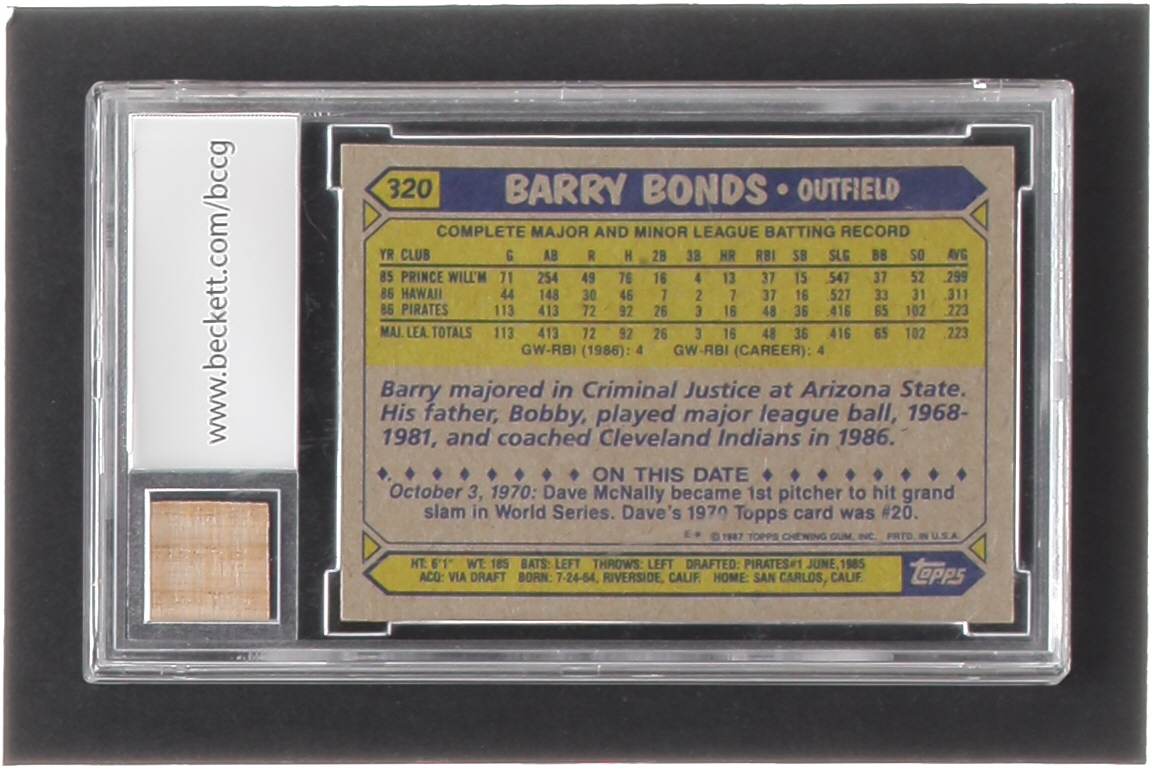 www.beckett.com/bccg
320 BARRY BONDS • OUTFIELD
COMPLETE MAJOR AND MINOR LEAGUE BATTING RECORD
YR CLUB G AB R H 2B 3B HR RBI SB SLG BB SO AVG
85 PRINCE WILL'M 71 254 49 76 16 4 13 37 15 .547 37 52 .299
86 HAWAII 44 148 30 46 7 2 7 37 16 .527 33 31 .311
86 PIRATES 113 413 72 92 26 3 16 48 36 .416 65 102 .223
MAJ. LEA. TOTALS 113 413 72 92 26 3 16 48 36 .416 65 102 .223
GW-RBI (1986): 4 GW-RBI (CAREER): 4
Barry majored in Criminal Justice at Arizona State.
His father, Bobby, played major league ball, 1968-
1981, and coached Cleveland Indians in 1986.
ON THIS DATE
October 3, 1970: Dave McNally became 1st pitcher to hit grand
slam in World Series. Dave's 1970 Topps card was #20.
E* © 1987 TOPPS CHEWING GUM, INC. PRTD. IN U.S.A.
HT: 6'1" WT: 185 BATS: LEFT THROWS: LEFT DRAFTED: PIRATES#1 JUNE,1985
ACQ: VIA DRAFT BORN: 7-24-64, RIVERSIDE, CALIF. HOME: SAN CARLOS, CALIF.
topps